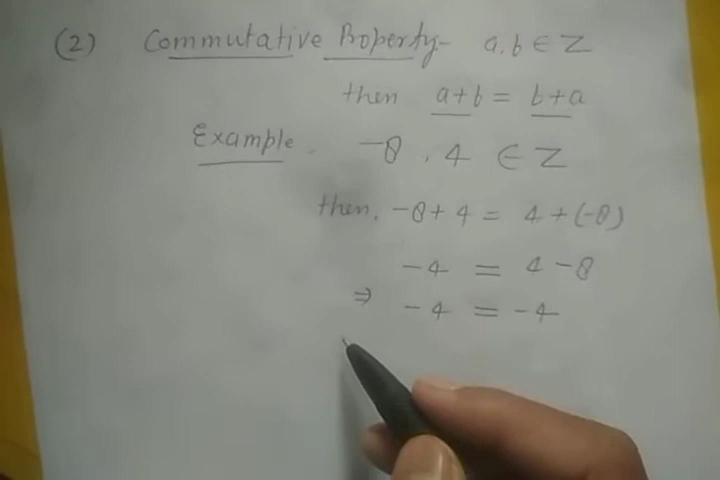 (2) Commutative Property- a,b ∈ Z
then a+b = b+a
Example. -8 , 4 ∈ Z
then, -8+4 = 4+(-8)
-4 = 4-8
⇒ -4 = -4